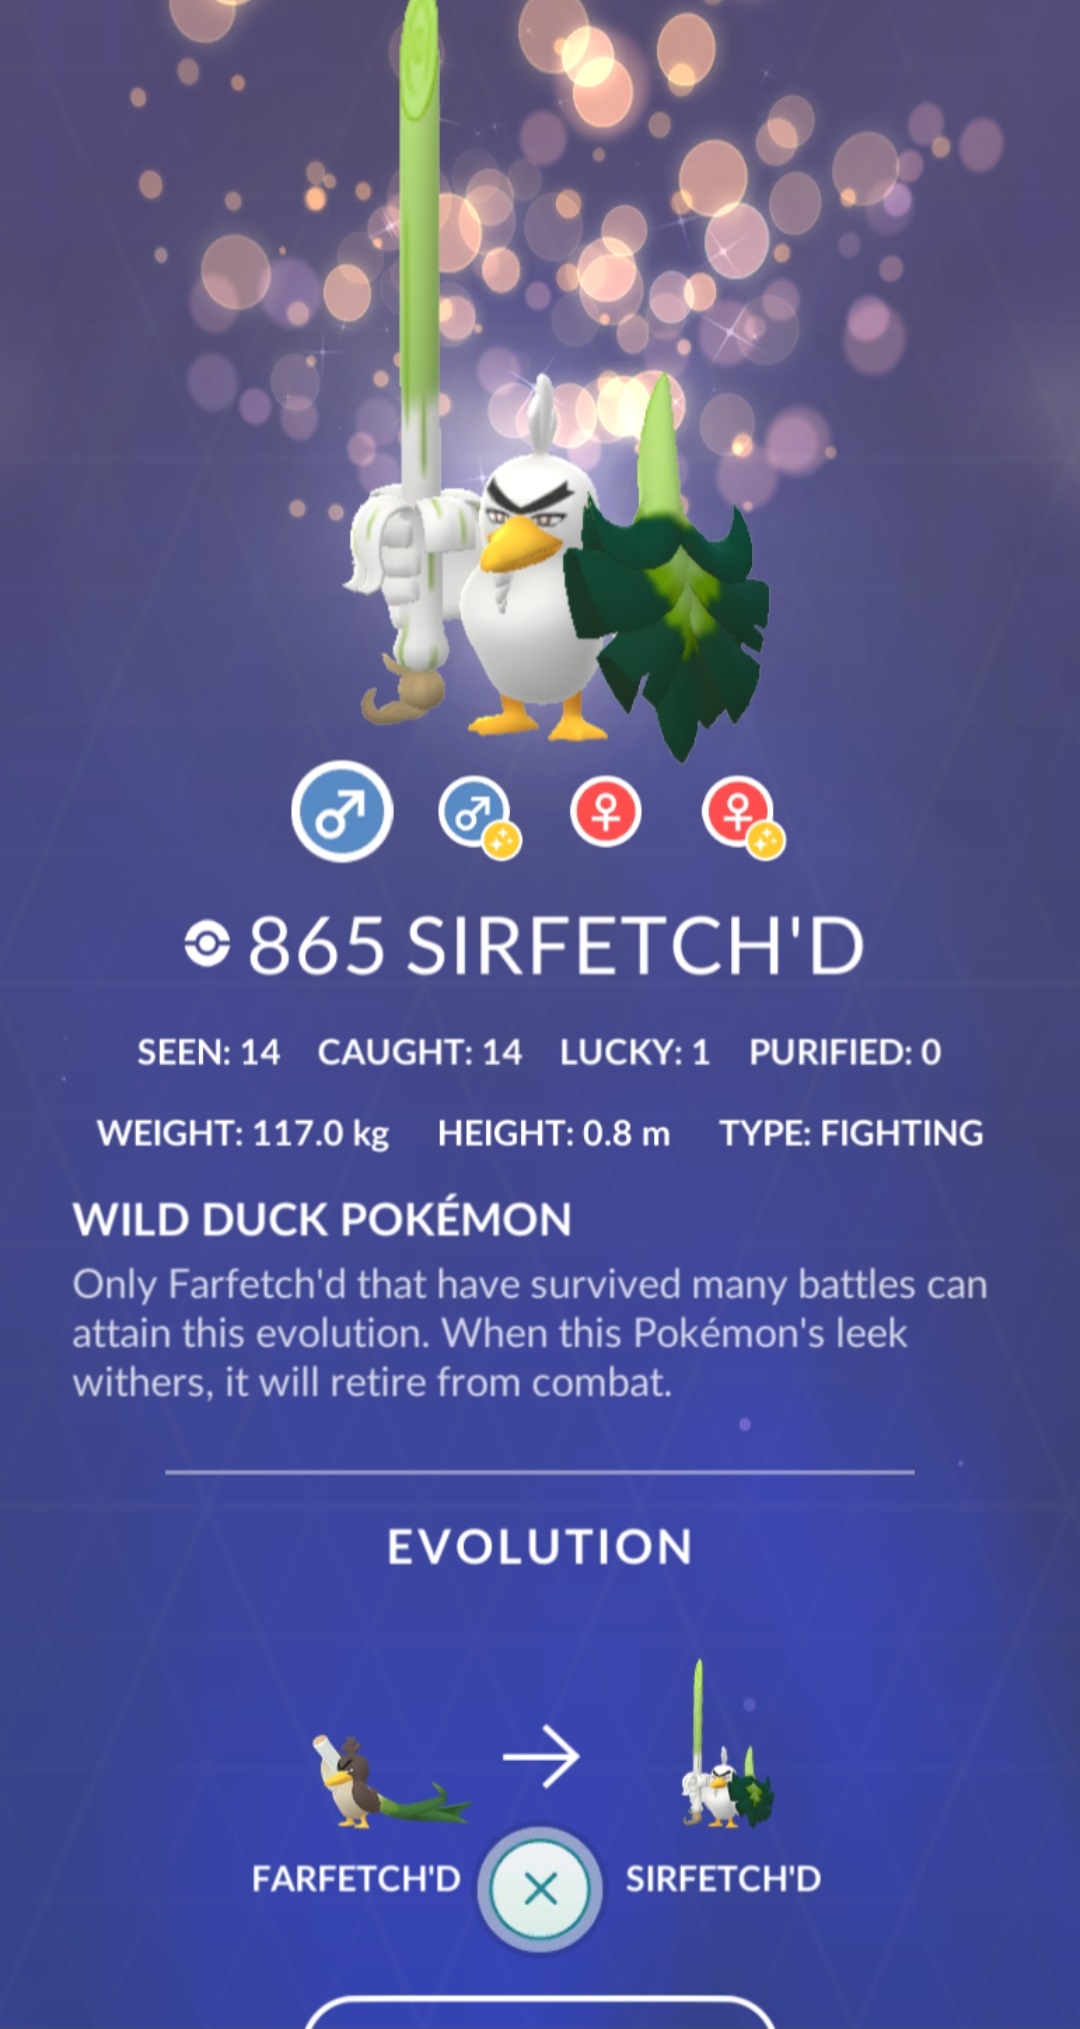 865 SIRFETCH'D
SEEN: 14 CAUGHT: 14 LUCKY: 1 PURIFIED: 0
WEIGHT: 117.0 kg HEIGHT: 0.8 m TYPE: FIGHTING
WILD DUCK POKÉMON
Only Farfetch'd that have survived many battles can
attain this evolution. When this Pokémon's leek
withers, it will retire from combat.
EVOLUTION
FARFETCH'D SIRFETCH'D